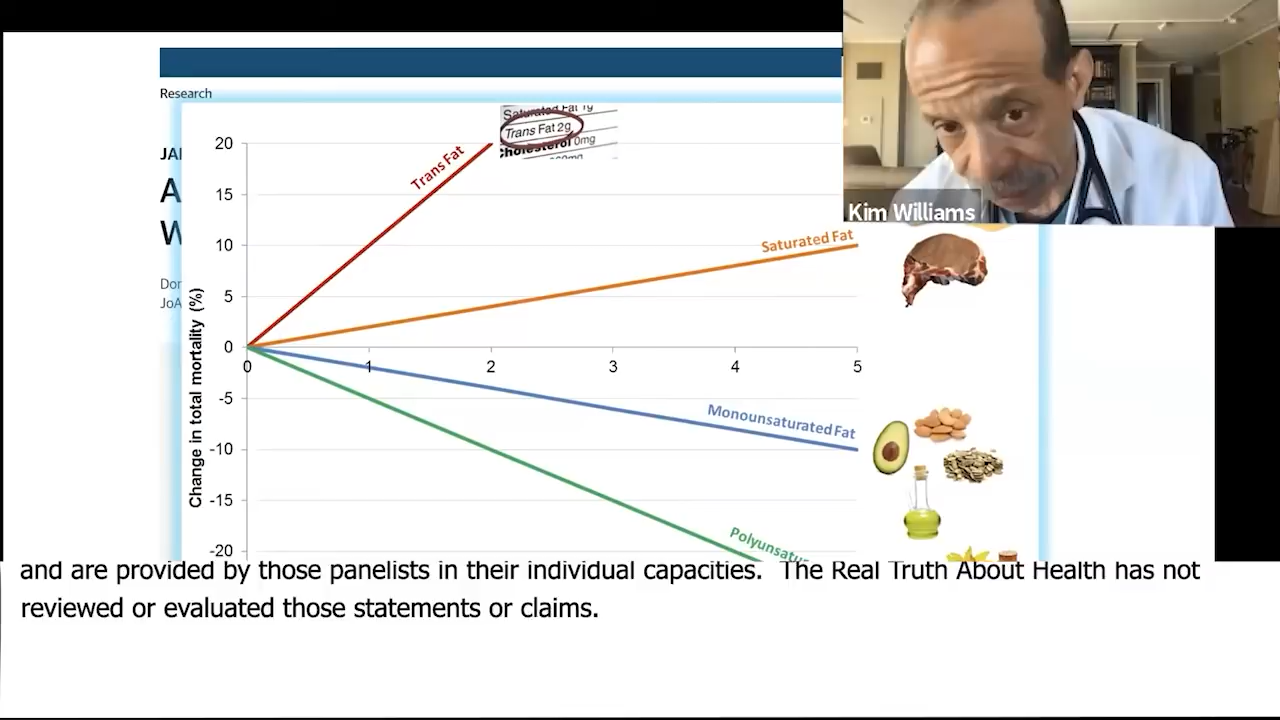 Research
JA
A
W
Dor
JoA
Saturated Fat 1g
Trans Fat 2g
Cholesterol 0mg
Kim Williams
20
15
10
5
0
-5
-10
-15
-20
Change in total mortality (%)
Trans Fat
Saturated Fat
0 1 2 3 4 5
Monounsaturated Fat
Polyunsatu
and are provided by those panelists in their individual capacities. The Real Truth About Health has not
reviewed or evaluated those statements or claims.